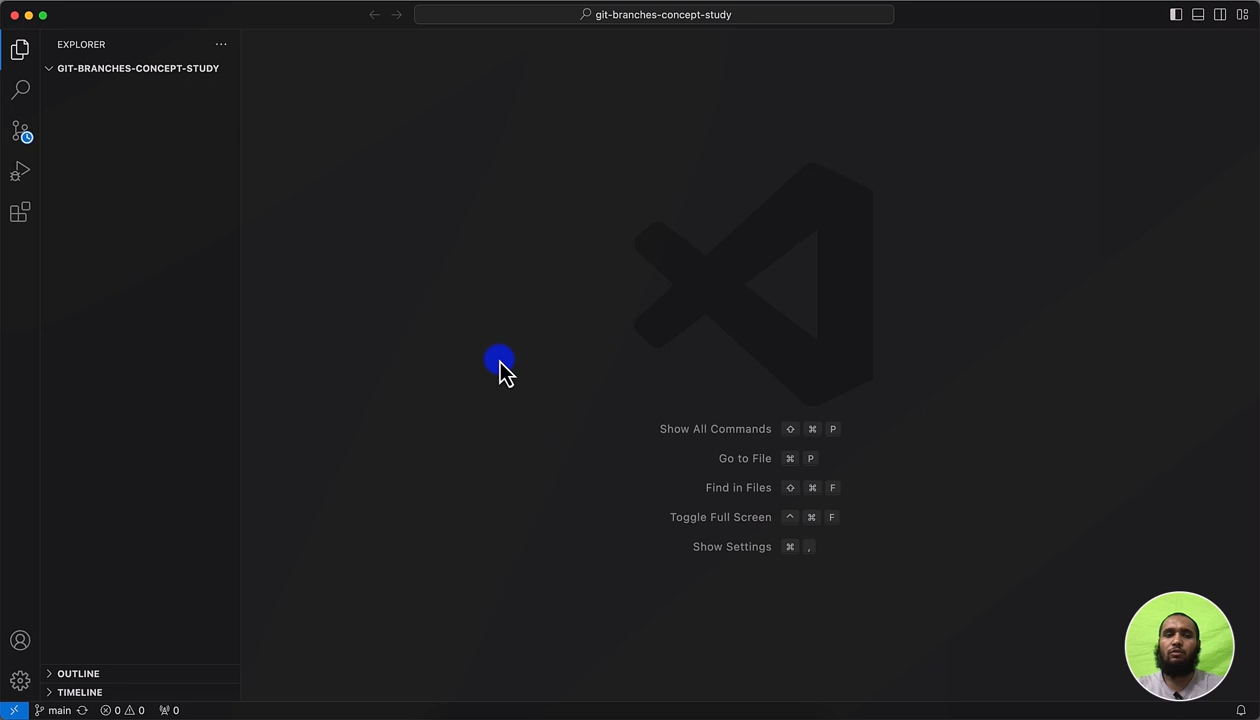 git-branches-concept-study
EXPLORER
GIT-BRANCHES-CONCEPT-STUDY
Show All Commands ⇧ ⌘ P
Go to File ⌘ P
Find in Files ⇧ ⌘ F
Toggle Full Screen ^ ⌘ F
Show Settings ⌘ ,
OUTLINE
TIMELINE
main 0 0 0